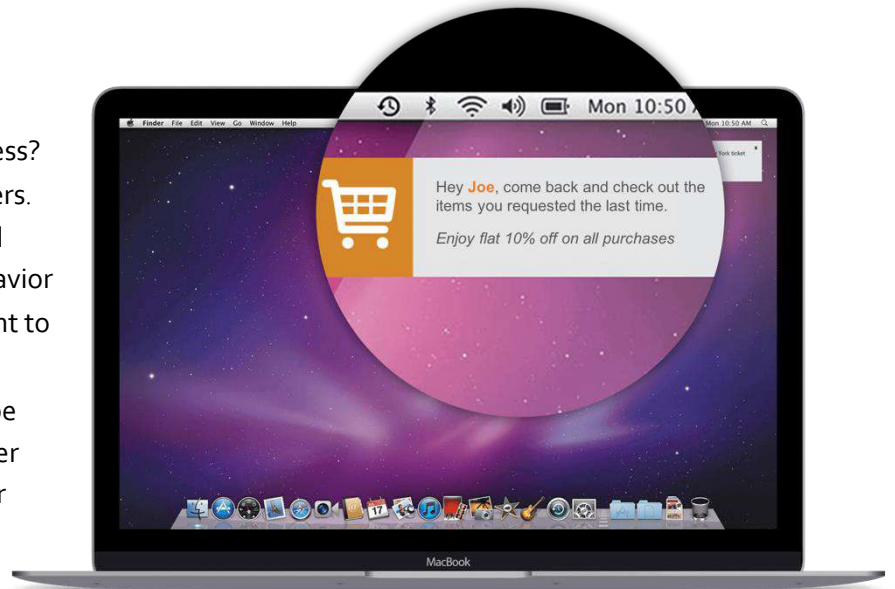 ess?
ers.
avior
nt to
be
er
r
Finder File Edit View Go Window Help
Mon 10:50
Mon 10:50 AM
York ticket
Hey Joe, come back and check out the
items you requested the last time.
Enjoy flat 10% off on all purchases
17
MacBook